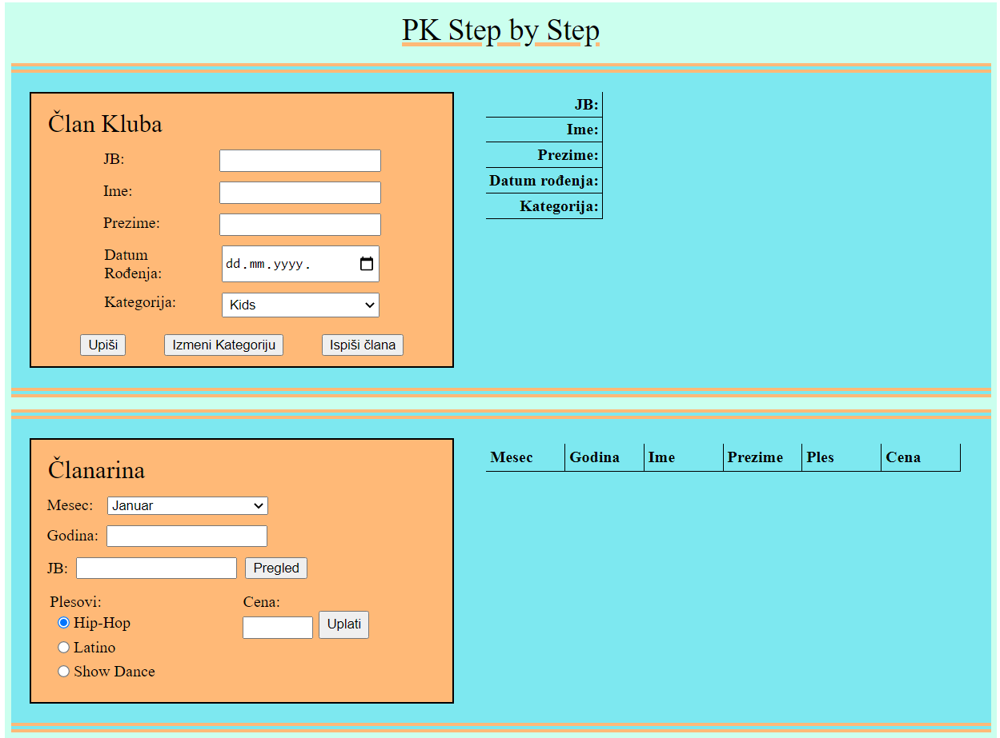 PK Step by Step
Član Kluba
JB:
Ime:
Prezime:
Datum
Rođenja:
dd.mm.yyyy.
Kategorija:
Kids
Upiši
Izmeni Kategoriju
Ispiši člana
JB:
Ime:
Prezime:
Datum rođenja:
Kategorija:
Članarina
Mesec:
Januar
Godina:
JB:
Pregled
Plesovi:
Hip-Hop
Latino
Show Dance
Cena:
Uplati
Mesec Godina Ime Prezime Ples Cena